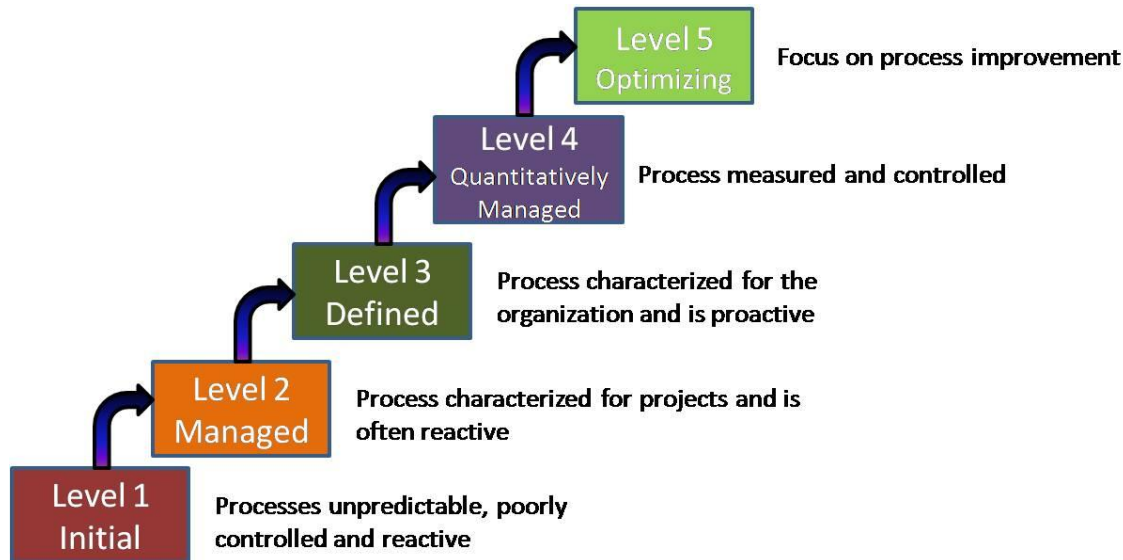 Level 5
Optimizing
Focus on process improvement
Level 4
Quantitatively
Managed
Process measured and controlled
Level 3
Defined
Process characterized for the
organization and is proactive
Level 2
Managed
Process characterized for projects and is
often reactive
Level 1
Initial
Processes unpredictable, poorly
controlled and reactive